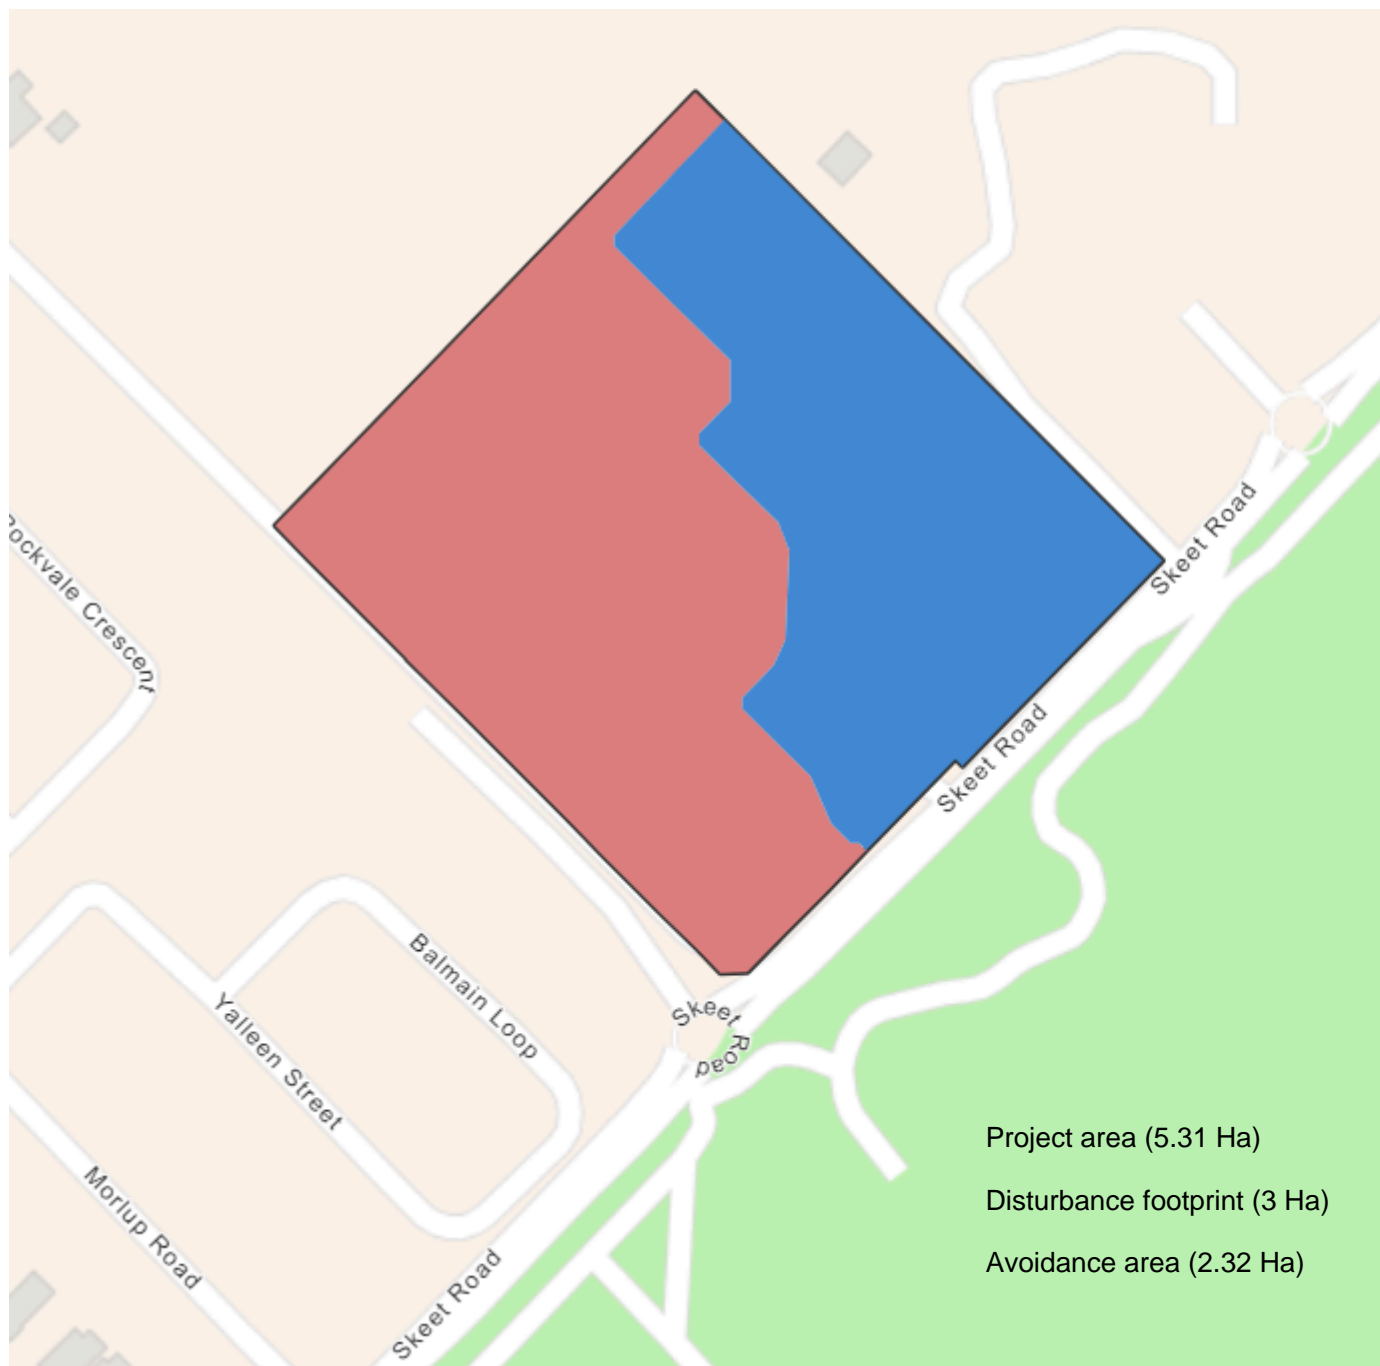 Skeet Road
Rockvale Crescent
Skeet Road
Balmain Loop
Yalleen Street
Skeet Road
Project area (5.31 Ha)
Disturbance footprint (3 Ha)
Morlup Road
Avoidance area (2.32 Ha)
Skeet Road